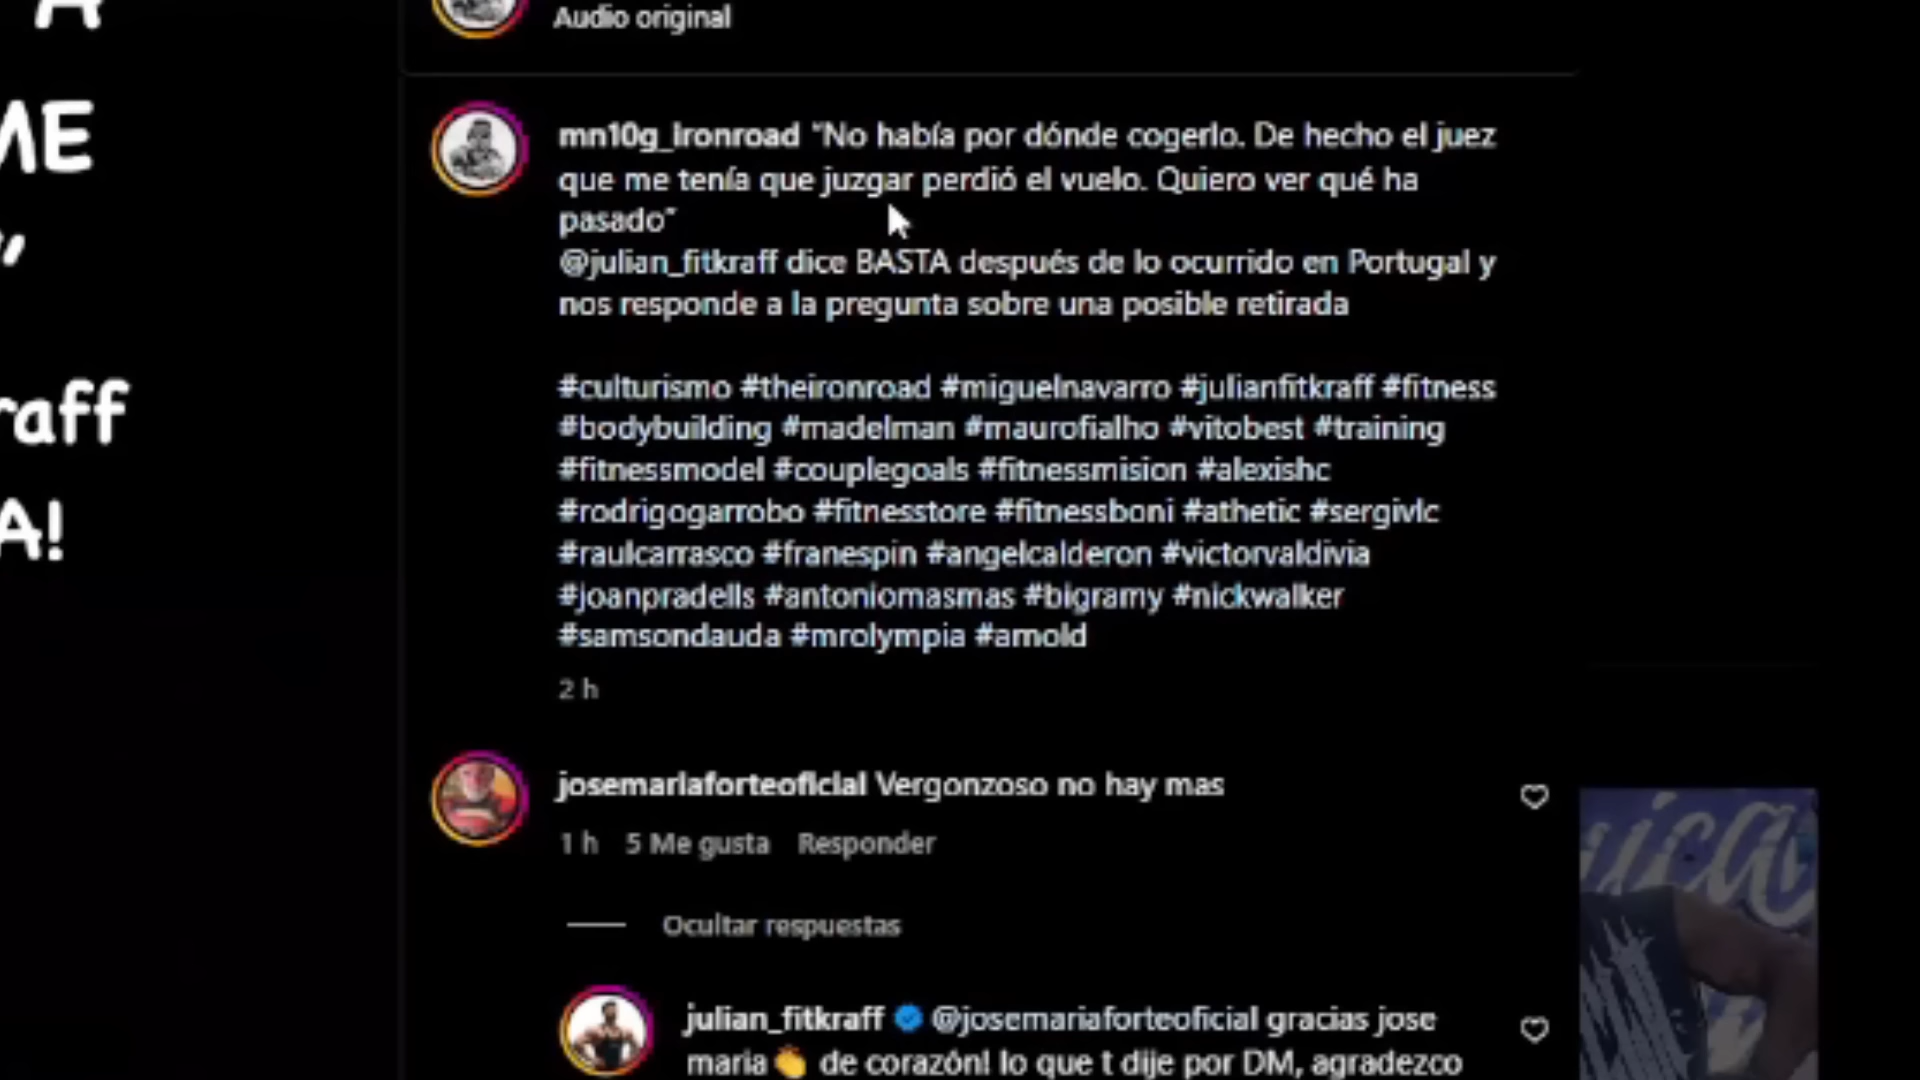 A
Audio original
ME
"
raff
A!
mn10g_ironroad "No había por dónde cogerlo. De hecho el juez
que me tenía que juzgar perdió el vuelo. Quiero ver qué ha
pasado"
@julian_fitkraff dice BASTA después de lo ocurrido en Portugal y
nos responde a la pregunta sobre una posible retirada
#culturismo #theironroad #miguelnavarro #julianfitkraff #fitness
#bodybuilding #madelman #maurofialho #vitobest #training
#fitnessmodel #couplegoals #fitnessmision #alexishc
#rodrigogarrobo #fitnesstore #fitnessboni #athetic #sergivlc
#raulcarrasco #franespin #angelcalderon #victorvaldivia
#joanpradells #antoniomasmas #bigramy #nickwalker
#samsondauda #mrolympia #arnold
2 h
josemariaforteoficial Vergonzoso no hay mas
1 h 5 Me gusta Responder
Ocultar respuestas
julian_fitkraff @josemariaforteoficial gracias jose
maria👏 de corazón! lo que t dije por DM, agradezco
ica